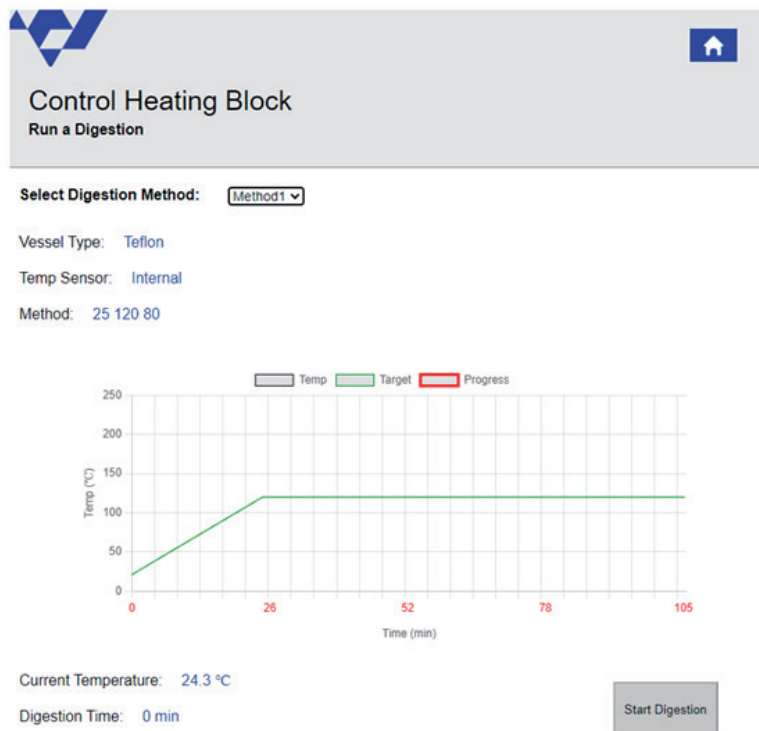 Control Heating Block
Run a Digestion
Select Digestion Method: Method1
Vessel Type: Teflon
Temp Sensor: Internal
Method: 25 120 80
Temp Target Progress
250
200
150
100
50
0
Temp (°C)
0 26 52 78 105
Time (min)
Current Temperature: 24.3 °C
Digestion Time: 0 min
Start Digestion